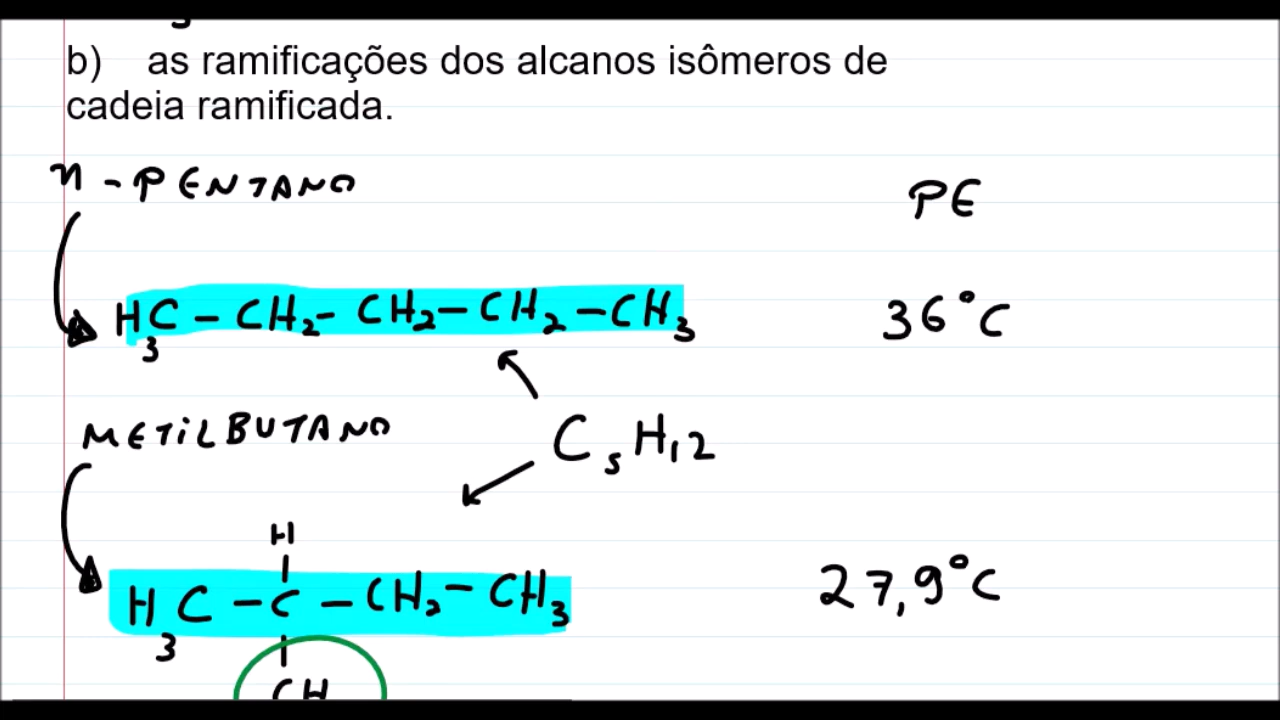 b) as ramificações dos alcanos isômeros de
cadeia ramificada.
n-PENTANO
PE
H3C-CH2-CH2-CH2-CH3
36°C
METiLBUTANO
C5H12
H
H3C-C-CH2-CH3
27,9°C
CH